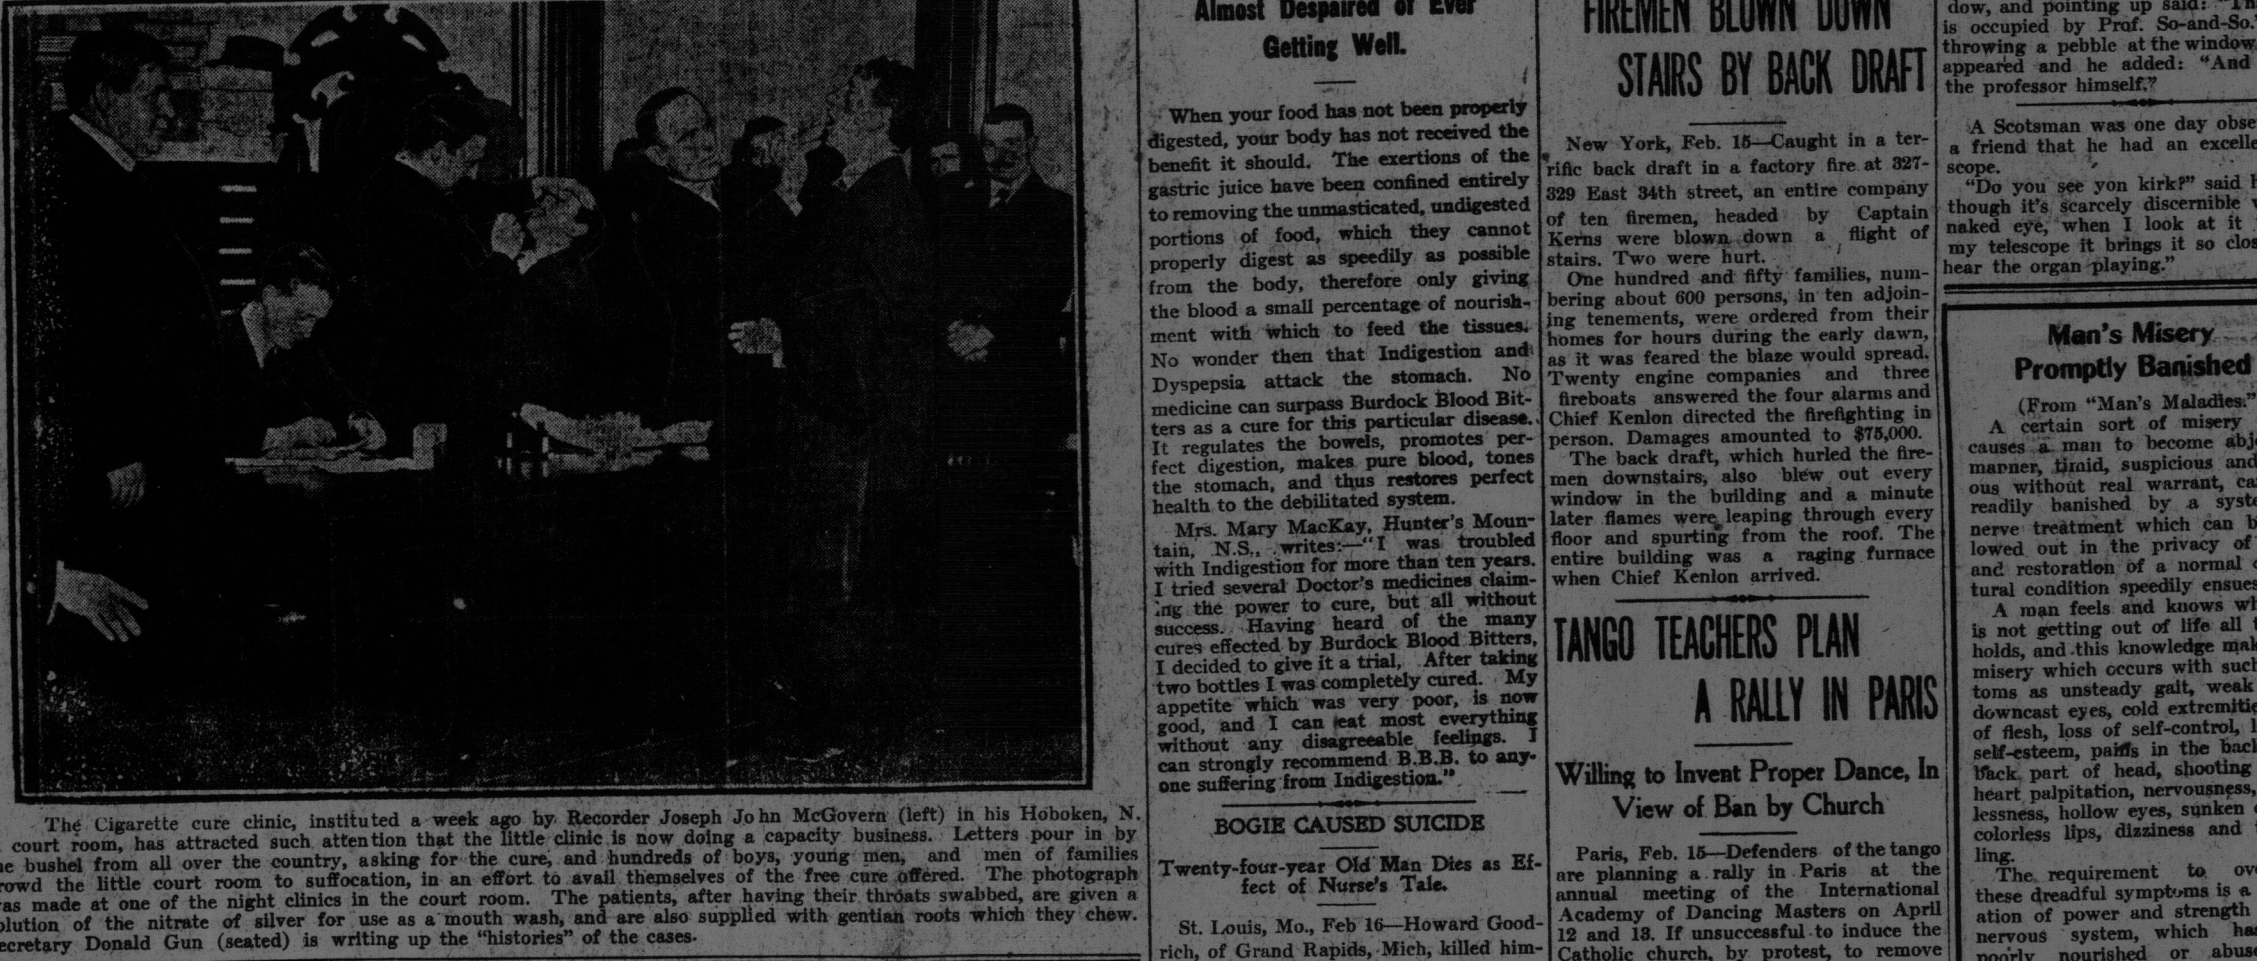 The Cigarette cure clinic, instituted a week ago by Recorder Joseph John McGovern (left) in his Hoboken, N.
court room, has attracted such attention that the little clinic is now doing a capacity business. Letters pour in by
he bushel from all over the country, asking for the cure, and hundreds of boys, young men, and men of families
rowd the little court room to suffocation, in an effort to avail themselves of the free cure offered. The photograph
as made at one of the night clinics in the court room. The patients, after having their throats swabbed, are given a
olution of the nitrate of silver for use as a mouth wash, and are also supplied with gentian roots which they chew.
ecretary Donald Gun (seated) is writing up the "histories" of the cases.
Almost Despaired of Ever
Getting Well.
When your food has not been properly
digested, your body has not received the
benefit it should. The exertions of the
gastric juice have been confined entirely
to removing the unmasticated, undigested
portions of food, which they cannot
properly digest as speedily as possible
from the body, therefore only giving
the blood a small percentage of nourish-
ment with which to feed the tissues.
No wonder then that Indigestion and
Dyspepsia attack the stomach. No
medicine can surpass Burdock Blood Bit-
ters as a cure for this particular disease.
It regulates the bowels, promotes per-
fect digestion, makes pure blood, tones
the stomach, and thus restores perfect
health to the debilitated system.
Mrs. Mary MacKay, Hunter's Moun-
tain, N.S., writes:—"I was troubled
with Indigestion for more than ten years.
I tried several Doctor's medicines claim-
ing the power to cure, but all without
success. Having heard of the many
cures effected by Burdock Blood Bitters,
I decided to give it a trial, After taking
two bottles I was completely cured. My
appetite which was very poor, is now
good, and I can eat most everything
without any disagreeable feelings. I
can strongly recommend B.B.B. to any-
one suffering from Indigestion."
BOGIE CAUSED SUICIDE
Twenty-four-year Old Man Dies as Ef-
fect of Nurse's Tale.
St. Louis, Mo., Feb 16—Howard Good-
rich, of Grand Rapids, Mich, killed him-
FIREMEN BLOWN DOWN
STAIRS BY BACK DRAFT
New York, Feb. 15—Caught in a ter-
rific back draft in a factory fire at 327-
329 East 34th street, an entire company
of ten firemen, headed by Captain
Kerns were blown down a flight of
stairs. Two were hurt.
One hundred and fifty families, num-
bering about 600 persons, in ten adjoin-
ing tenements, were ordered from their
homes for hours during the early dawn,
as it was feared the blaze would spread.
Twenty engine companies and three
fireboats answered the four alarms and
Chief Kenlon directed the firefighting in
person. Damages amounted to $75,000.
The back draft, which hurled the fire-
men downstairs, also blew out every
window in the building and a minute
later flames were leaping through every
floor and spurting from the roof. The
entire building was a raging furnace
when Chief Kenlon arrived.
TANGO TEACHERS PLAN
A RALLY IN PARIS
Willing to Invent Proper Dance, In
View of Ban by Church
Paris, Feb. 15—Defenders of the tango
are planning a rally in Paris at the
annual meeting of the International
Academy of Dancing Masters on April
12 and 13. If unsuccessful to induce the
Catholic church, by protest, to remove
dow, and pointing up said: "Th
is occupied by Prof. So-and-So.
throwing a pebble at the window
appeared and he added: "And
the professor himself."
A Scotsman was one day obse
a friend that he had an excelle
scope.
"Do you see yon kirk?" said h
though it's scarcely discernible
naked eye, when I look at it
my telescope it brings it so clos
hear the organ playing."
Man's Misery
Promptly Banished
(From "Man's Maladies."
A certain sort of misery
causes a man to become abj
manner, timid, suspicious and
ous without real warrant, ca
readily banished by a syste
nerve treatment which can b
lowed out in the privacy of
and restoration of a normal
tural condition speedily ensues
A man feels and knows wh
is not getting out of life all
holds, and this knowledge mak
misery which occurs with such
toms as unsteady gait, weak
downcast eyes, cold extremitie
of flesh, loss of self-control, l
self-esteem, pains in the back
back part of head, shooting
heart palpitation, nervousness,
lessness, hollow eyes, sunken
colorless lips, dizziness and
ling.
The requirement to ove
these dreadful symptoms is a
ation of power and strength
nervous system, which ha
poorly nourished or abus